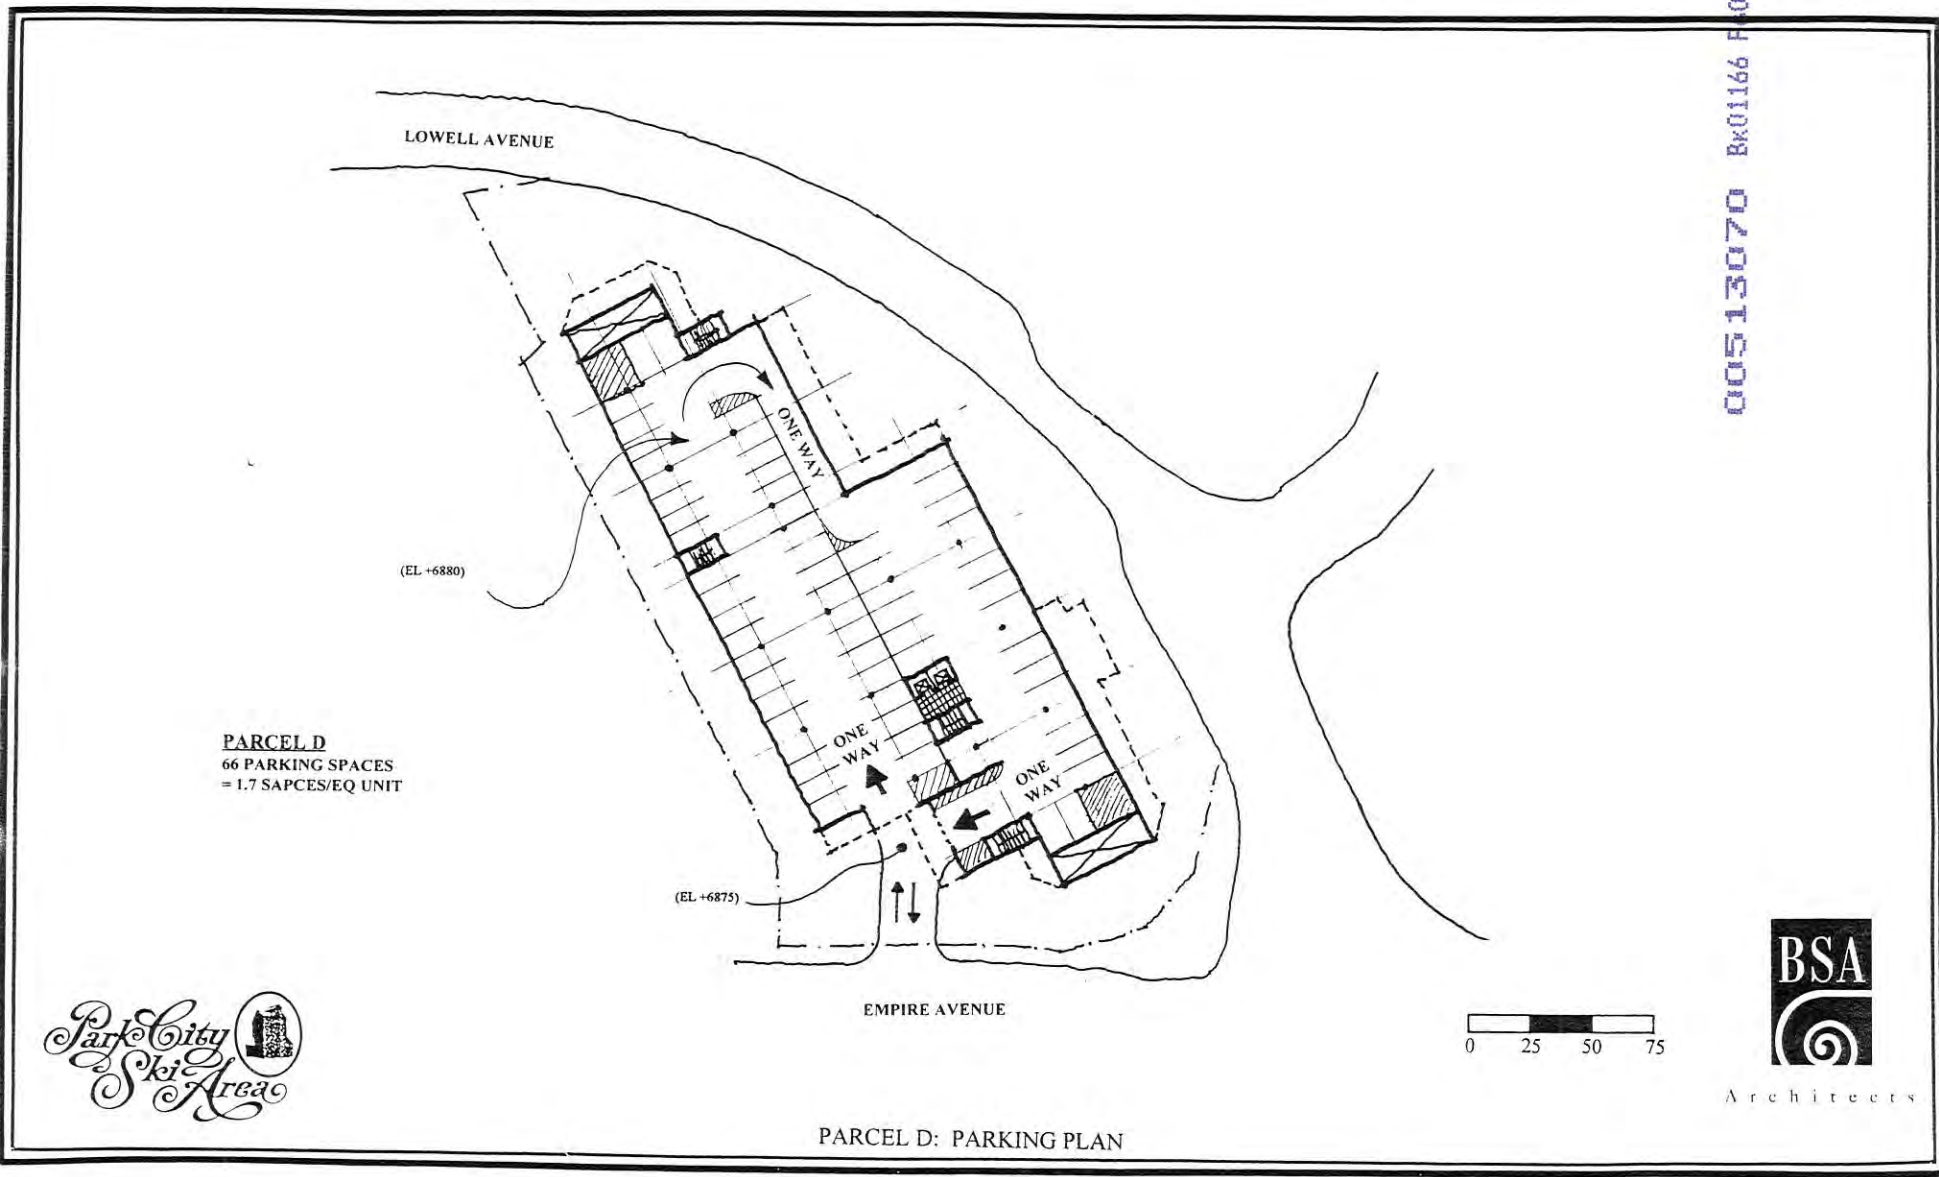 00513070 BK01166
LOWELL AVENUE
ONE WAY
(EL +6880)
PARCEL D
66 PARKING SPACES
= 1.7 SAPCES/EQ UNIT
ONE
WAY
ONE
WAY
(EL +6875)
EMPIRE AVENUE
Park City
Ski Area
0 25 50 75
BSA
Architects
PARCEL D: PARKING PLAN